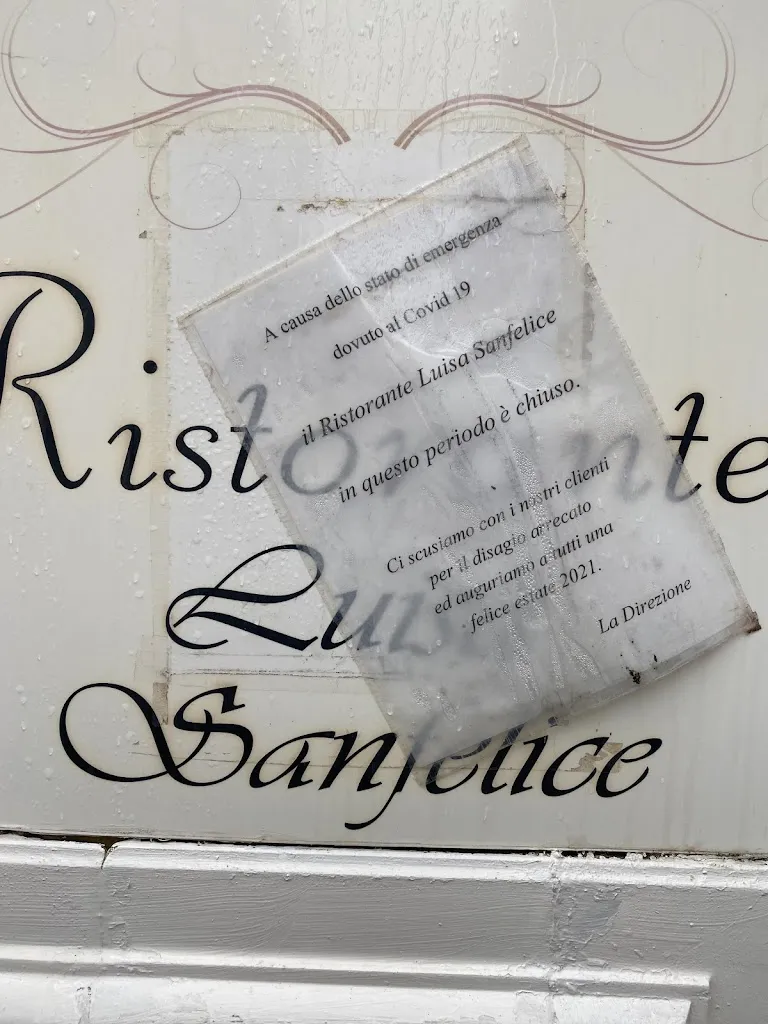 Ristorante
Luisa
Sanfelice
A causa dello stato di emergenza
dovuto al Covid 19
il Ristorante Luisa Sanfelice
in questo periodo è chiuso.
Ci scusiamo con i nostri clienti
per il disagio arrecato
ed auguriamo a tutti una
felice estate 2021.
La Direzione